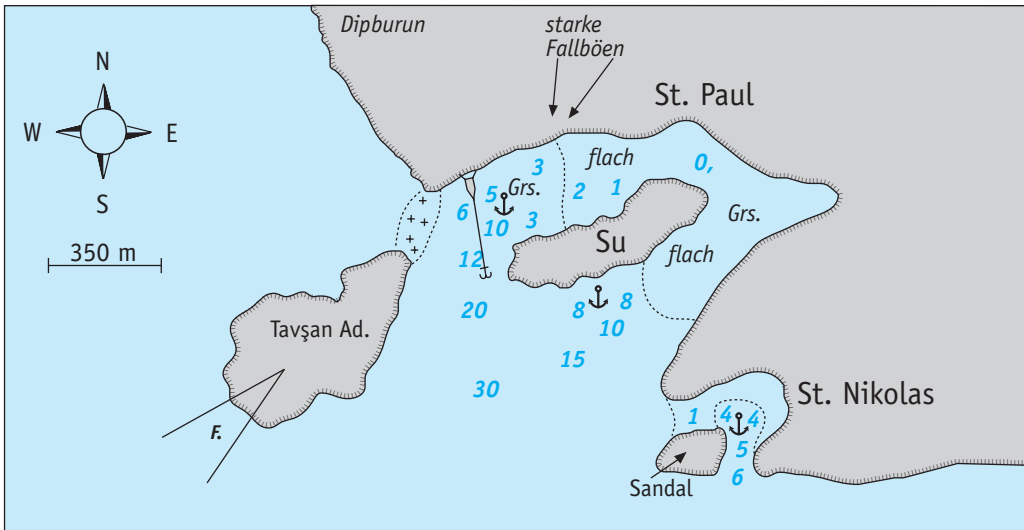 Dipburun
starke
Fallböen
St. Paul
N
W
E
S
flach
3
0,
5
Grs.
2
1
6
10
3
Grs.
350 m
12
Su
flach
20
8
8
10
Tavşan Ad.
15
30
F.
St. Nikolas
1
4
4
5
6
Sandal